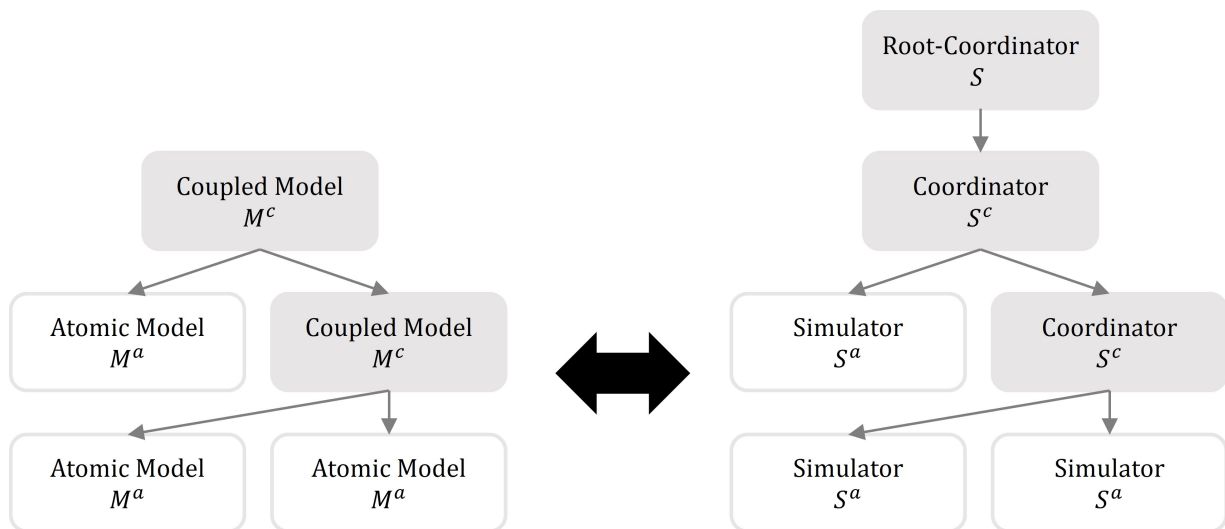 Root-Coordinator
S
Coupled Model
M^c
Coordinator
S^c
Atomic Model
M^a
Coupled Model
M^c
Simulator
S^a
Coordinator
S^c
Atomic Model
M^a
Atomic Model
M^a
Simulator
S^a
Simulator
S^a